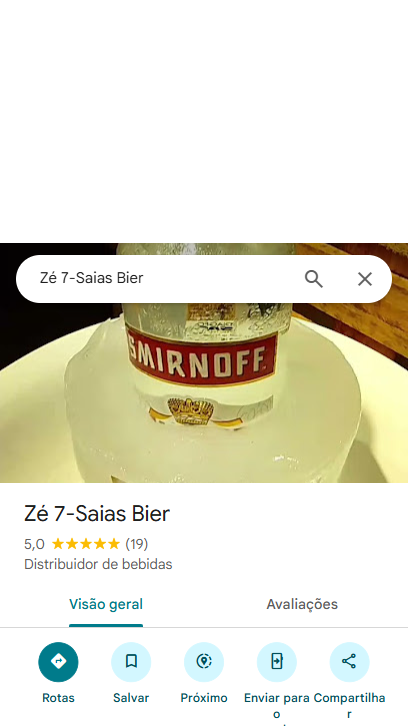 Zé 7-Saias Bier
SMIRNOFF
Zé 7-Saias Bier
5,0 (19)
Distribuidor de bebidas
Visão geral
Avaliações
Rotas
Salvar
Próximo
Enviar para
o
Compartilha
r